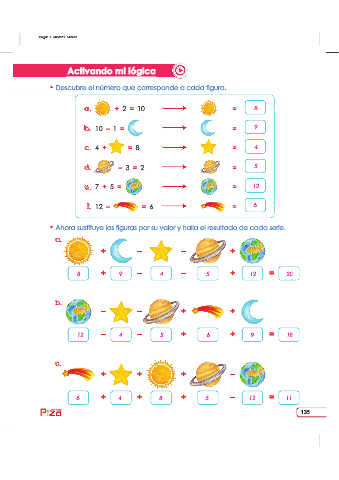 Activando mi lógica
• Descubre el número que corresponde a cada figura.
a. + 2 = 10 = 8
b. 10 - 1 = = 9
c. 4 + = 8 = 4
d. - 3 = 2 = 5
e. 7 + 5 = = 12
f. 12 - = 6 = 6
• Ahora sustituye las figuras por su valor y halla el resultado de cada serie.
a.
+ - - +
8 + 9 - 4 - 5 + 12 = 20
b.
- - + +
12 - 4 - 5 + 6 + 9 = 18
c.
+ + + -
6 + 4 + 8 + 5 - 12 = 11
Piza
135